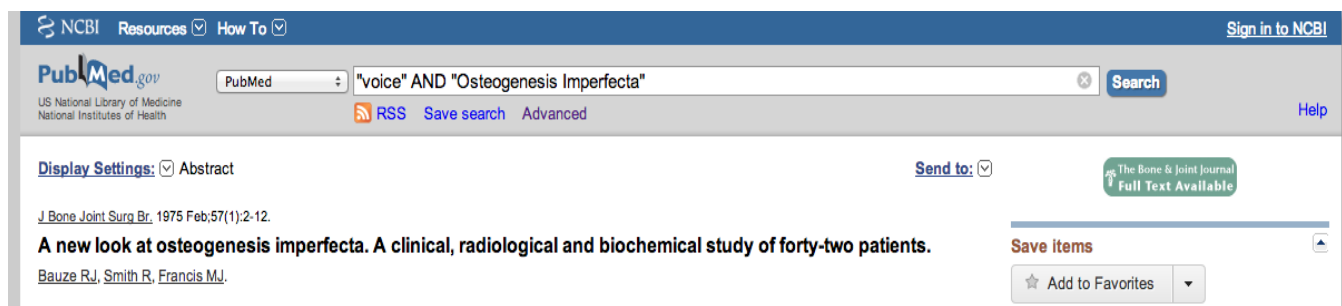 NCBI Resources How To Sign in to NCBI
PubMed.gov
US National Library of Medicine
National Institutes of Health
PubMed "voice" AND "Osteogenesis Imperfecta" Search
RSS Save search Advanced Help
Display Settings: Abstract Send to:
The Bone & Joint Journal
Full Text Available
J Bone Joint Surg Br. 1975 Feb;57(1):2-12.
A new look at osteogenesis imperfecta. A clinical, radiological and biochemical study of forty-two patients.
Bauze RJ, Smith R, Francis MJ.
Save items
Add to Favorites